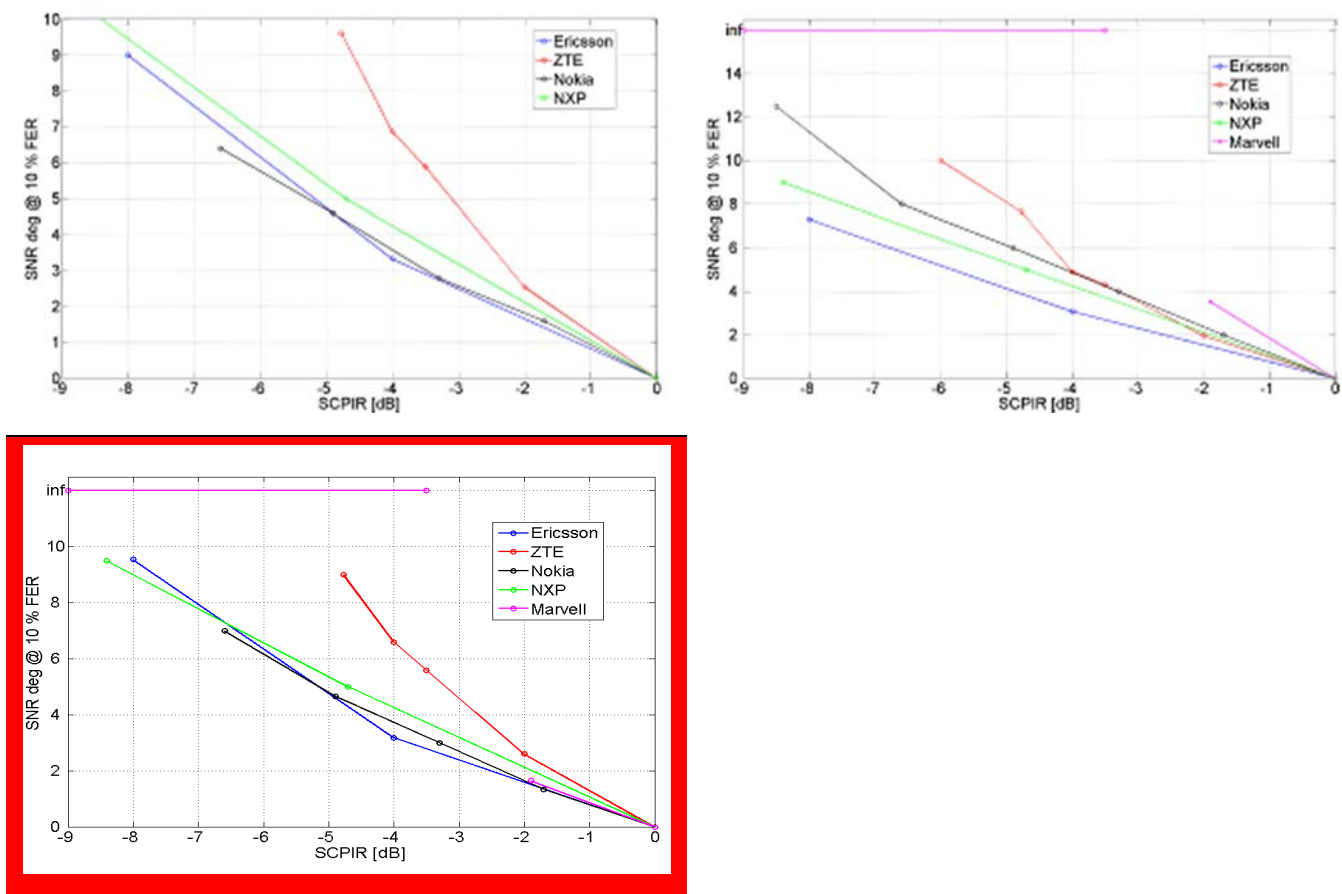 10
9
8
7
6
5
4
3
2
1
0
SNR deg @ 10 % FER
Ericsson
ZTE
Nokia
NXP
-9 -8 -7 -6 -5 -4 -3 -2 -1 0
SCPIR [dB]
inf
14
12
10
8
6
4
2
0
SNR deg @ 10 % FER
Ericsson
ZTE
Nokia
NXP
Marvell
-9 -8 -7 -6 -5 -4 -3 -2 -1 0
SCPIR [dB]
inf
10
8
6
4
2
0
SNR deg @ 10 % FER
Ericsson
ZTE
Nokia
NXP
Marvell
-9 -8 -7 -6 -5 -4 -3 -2 -1 0
SCPIR [dB]